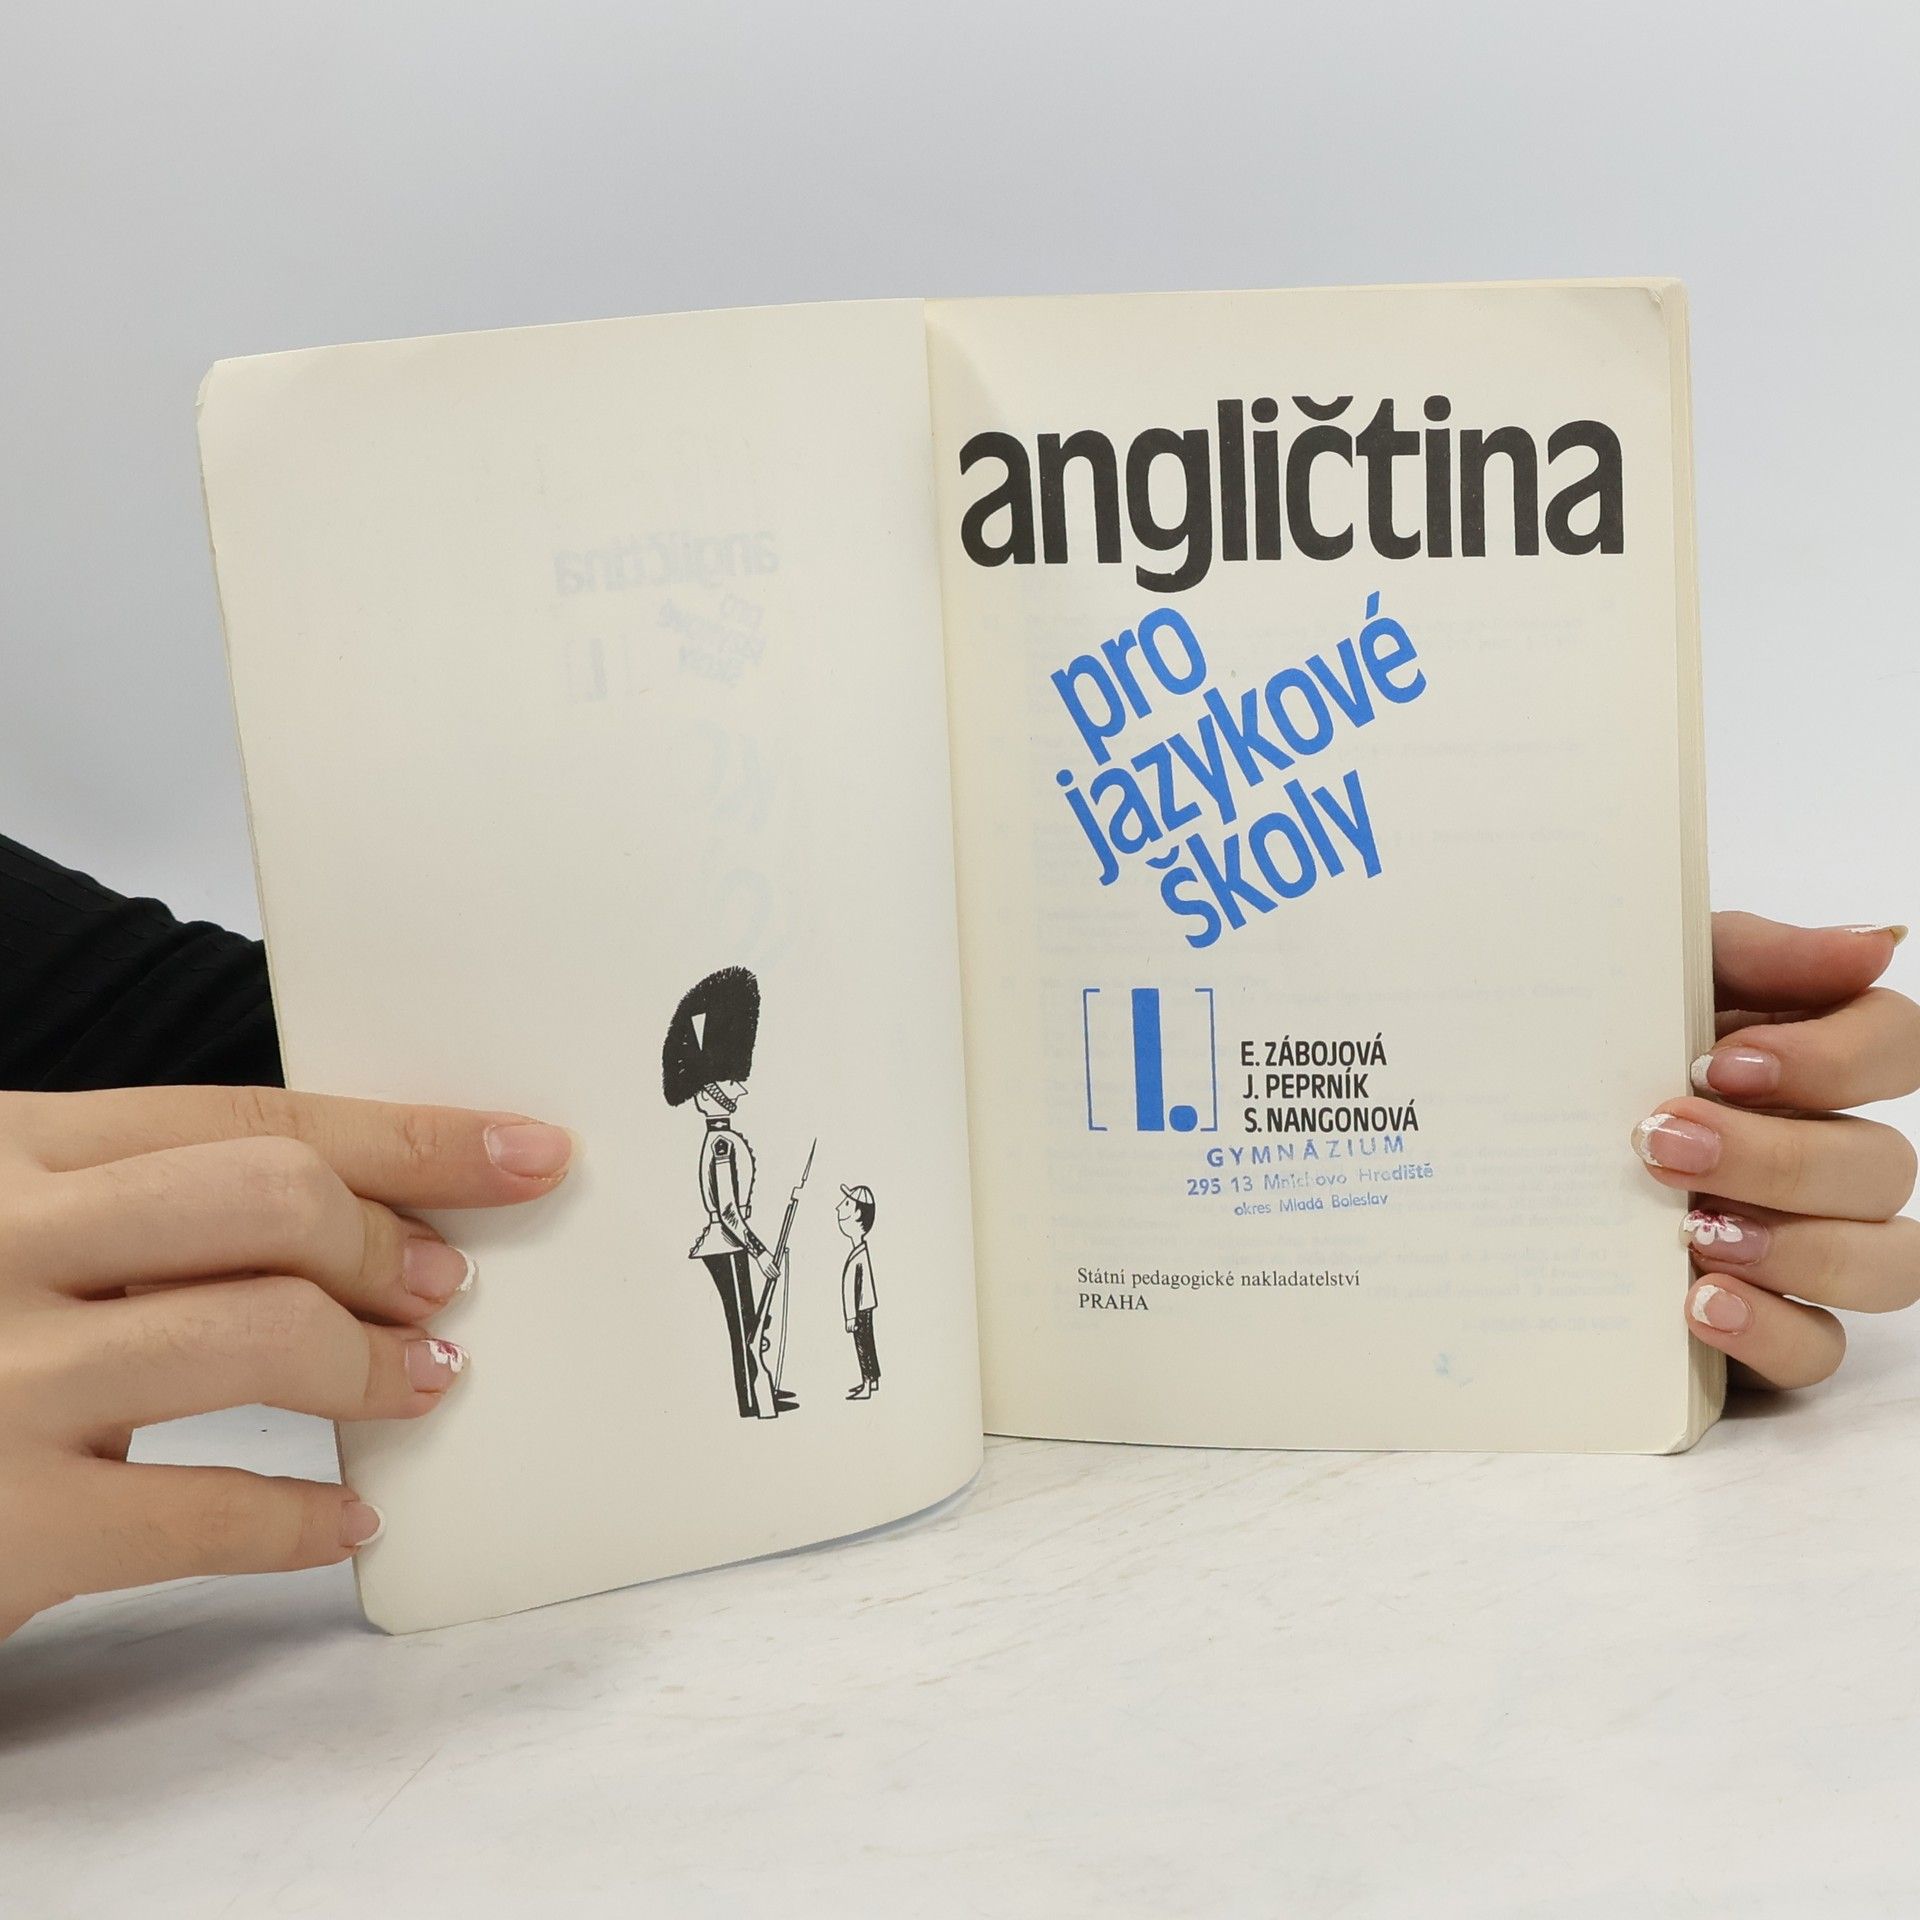 angličtina
pro
jazykové
školy
[I.]
E. ZÁBOJOVÁ
J. PEPRNÍK
S. NANGONOVÁ
GYMNÁZIUM
295 13 Mnichovo Hradiště
okres Mladá Boleslav
Státní pedagogické nakladatelství
PRAHA